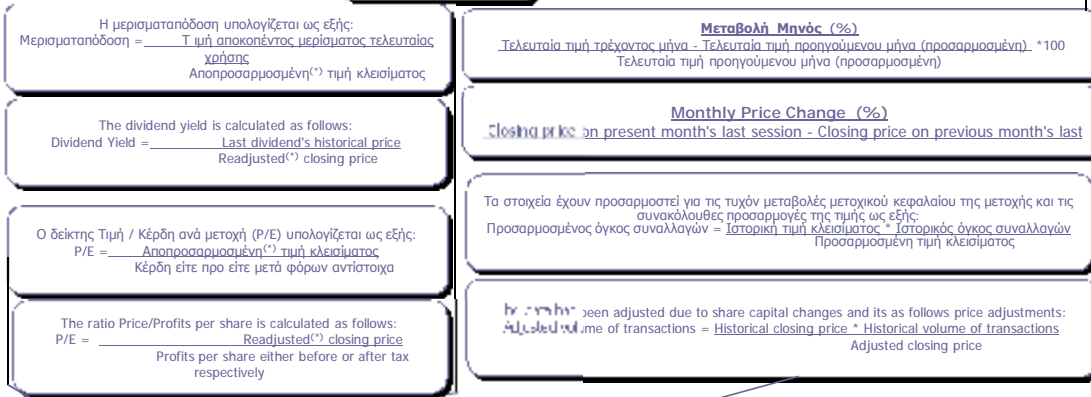 Η μερισματαπόδοση υπολογίζεται ως εξής:
Μερισματαπόδοση = Τ ιμή αποκοπέντος μερίσματος τελευταίας
χρήσης
Αποπροσαρμοσμένη(*) τιμή κλεισίματος
The dividend yield is calculated as follows:
Dividend Yield = Last dividend's historical price
Readjusted(*) closing price
Ο δείκτης Τιμή / Κέρδη ανά μετοχή (P/E) υπολογίζεται ως εξής:
P/E = Αποπροσαρμοσμένη(*) τιμή κλεισίματος
Κέρδη είτε προ είτε μετά φόρων αντίστοιχα
The ratio Price/Profits per share is calculated as follows:
P/E = Readjusted(*) closing price
Profits per share either before or after tax
respectively
Μεταβολή Μηνός (%)
Τελευταία τιμή τρέχοντος μήνα - Τελευταία τιμή προηγούμενου μήνα (προσαρμοσμένη) *100
Τελευταία τιμή προηγούμενου μήνα (προσαρμοσμένη)
Monthly Price Change (%)
Closing price on present month's last session - Closing price on previous month's last
Τα στοιχεία έχουν προσαρμοστεί για τις τυχόν μεταβολές μετοχικού κεφαλαίου της μετοχής και τις
συνακόλουθες προσαρμογές της τιμής ως εξής:
Προσαρμοσμένος όγκος συναλλαγών = Ιστορική τιμή κλεισίματος * Ιστορικός όγκος συναλλαγών
Προσαρμοσμένη τιμή κλεισίματος
been adjusted due to share capital changes and its as follows price adjustments:
Adjusted volume of transactions = Historical closing price * Historical volume of transactions
Adjusted closing price